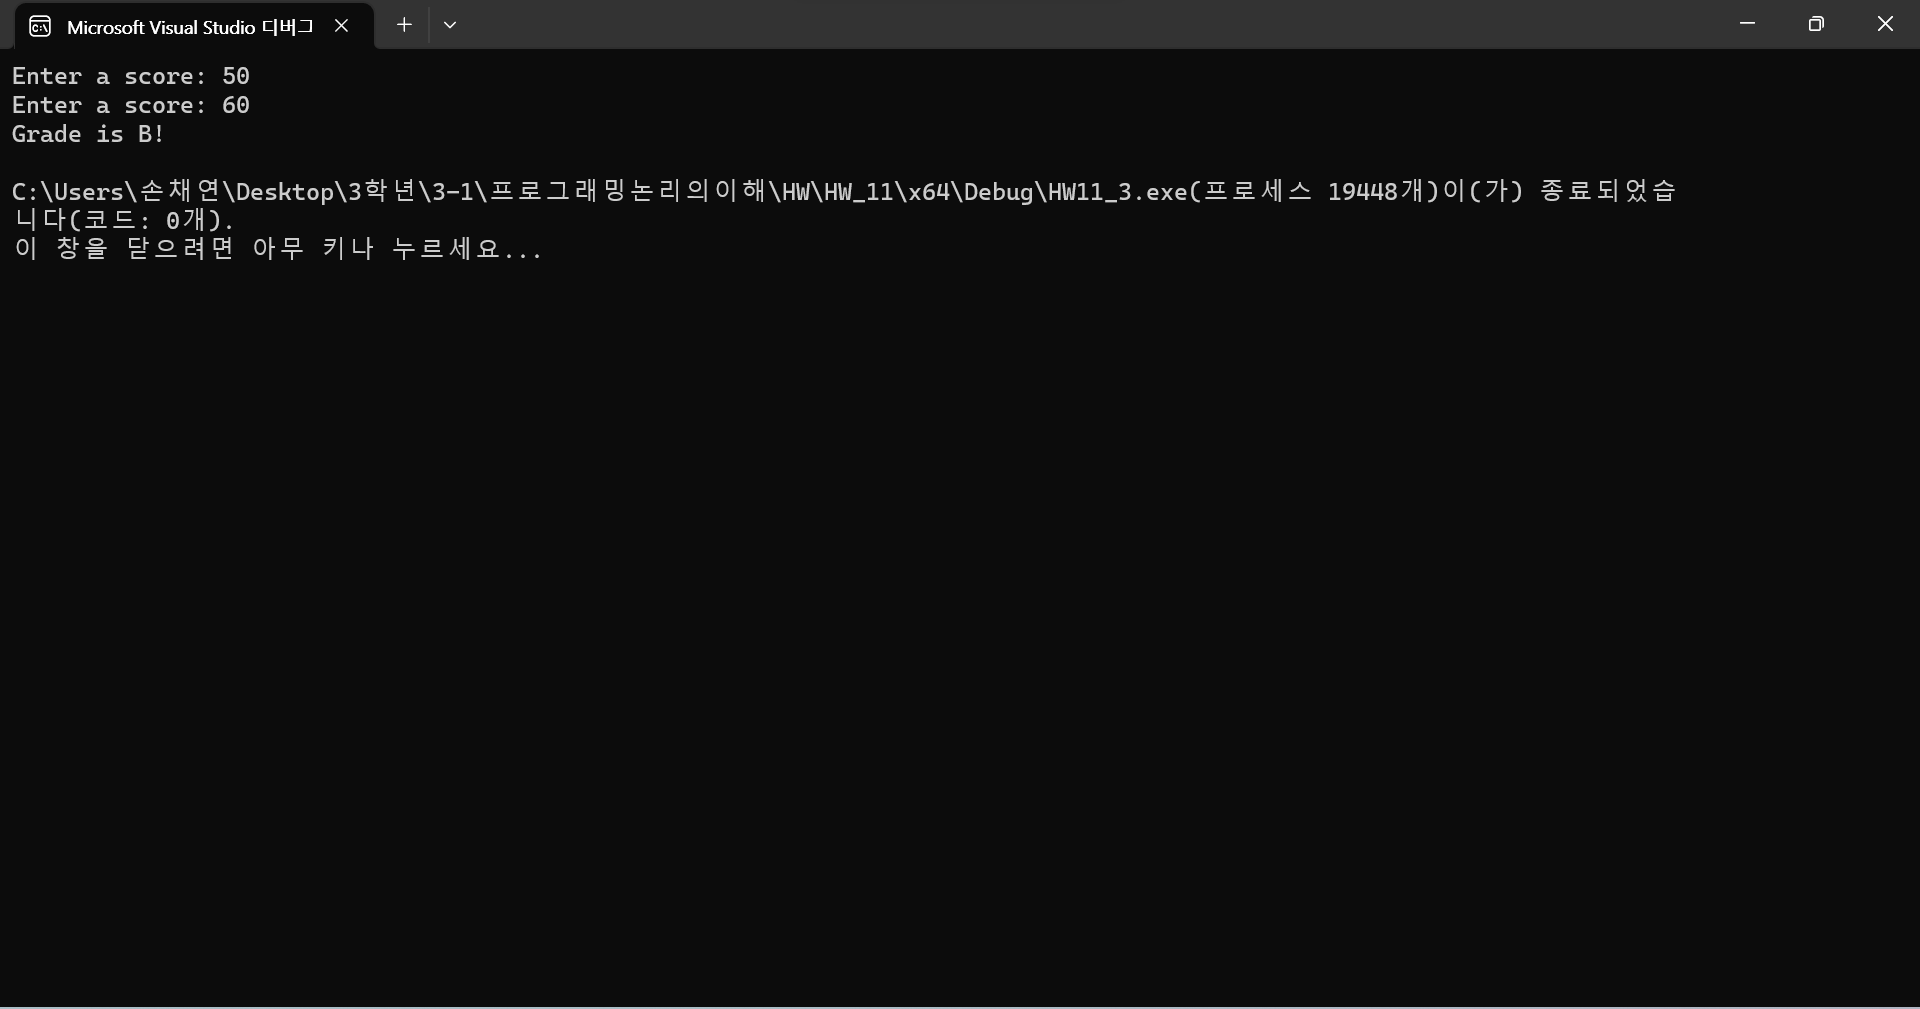 Microsoft Visual Studio 디버그
Enter a score: 50
Enter a score: 60
Grade is B!
C:\Users\손채연\Desktop\3학년\3-1\프로그래밍논리의이해\HW\HW_11\x64\Debug\HW11_3.exe(프로세스 19448개)이(가) 종료되었습
니다(코드: 0개).
이 창을 닫으려면 아무 키나 누르세요...